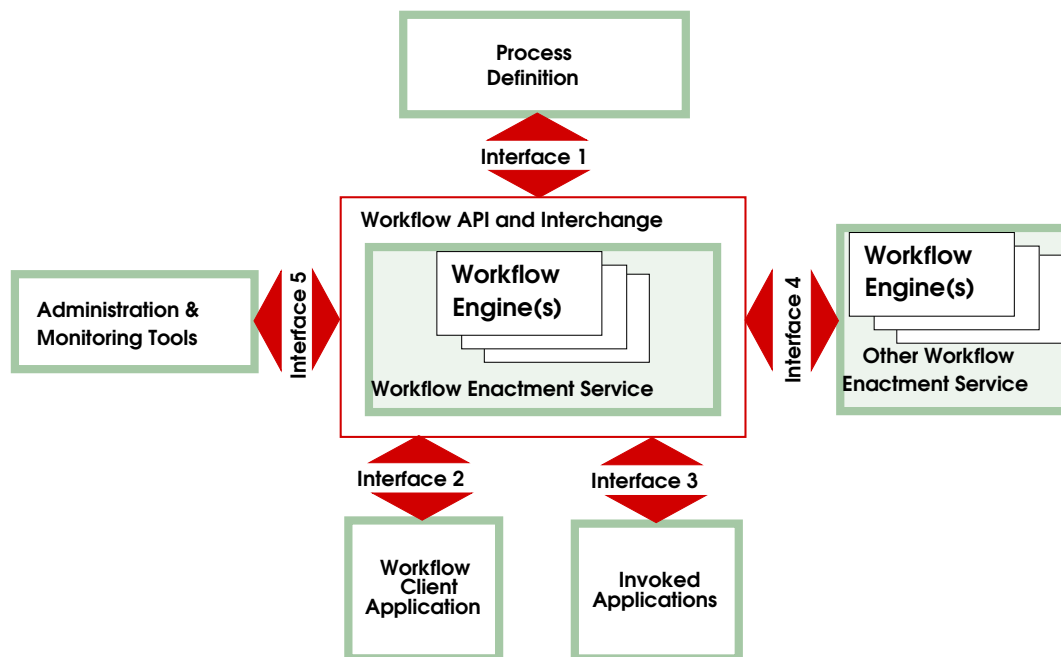 Process
Definition
Interface 1
Workflow API and Interchange
Workflow
Engine(s)
Workflow Enactment Service
Administration &
Monitoring Tools
Interface 5
Interface 4
Workflow
Engine(s)
Other Workflow
Enactment Service
Interface 2
Interface 3
Workflow
Client
Application
Invoked
Applications